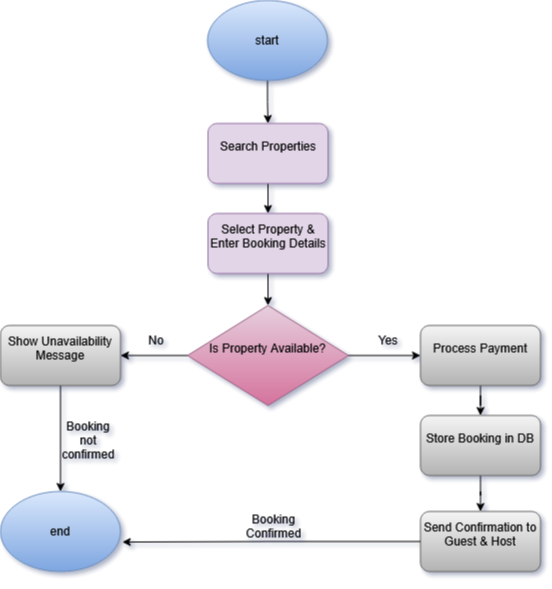 start
Search Properties
Select Property &
Enter Booking Details
Is Property Available?
No
Yes
Show Unavailability
Message
Process Payment
Booking
not
confirmed
Store Booking in DB
Booking
Confirmed
Send Confirmation to
Guest & Host
end